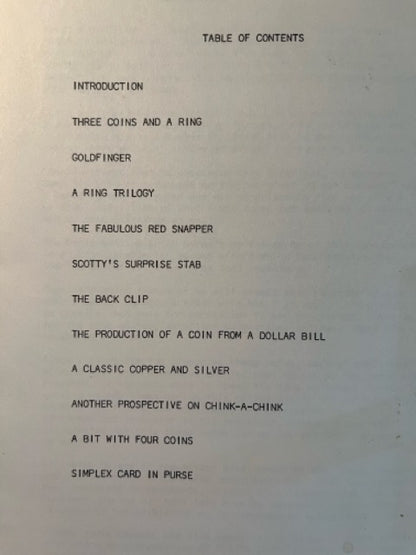 TABLE OF CONTENTS
INTRODUCTION
THREE COINS AND A RING
GOLDFINGER
A RING TRILOGY
THE FABULOUS RED SNAPPER
SCOTTY'S SURPRISE STAB
THE BACK CLIP
THE PRODUCTION OF A COIN FROM A DOLLAR BILL
A CLASSIC COPPER AND SILVER
ANOTHER PROSPECTIVE ON CHINK-A-CHINK
A BIT WITH FOUR COINS
SIMPLEX CARD IN PURSE